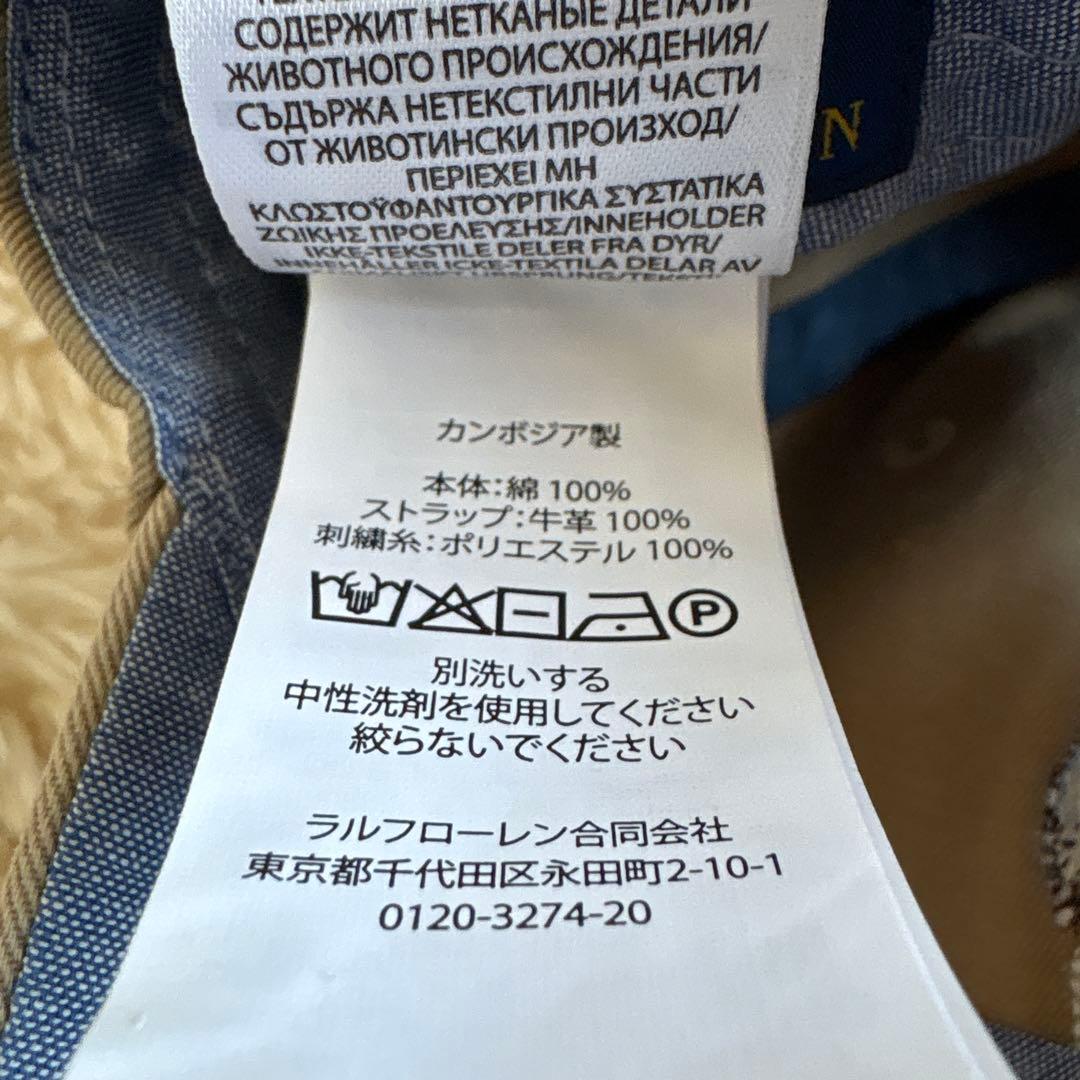 СОДЕРЖИТ НЕТКАНЫЕ ДЕТАЛИ
ЖИВОТНОГО ПРОИСХОЖДЕНИЯ/
СЪДЪРЖА НЕТЕКСТИЛНИ ЧАСТИ
ОТ ЖИВОТИНСКИ ПРОИЗХОД/
ΠΕΡΙΕΧΕΙ ΜΗ
ΚΛΩΣΤΟΫΦΑΝΤΟΥΡΓΙΚΑ ΣΥΣΤΑΤΙΚΑ
ΖΩΙΚΗΣ ΠΡΟΕΛΕΥΣΗΣ/INNEHOLDER
IKKE-TEKSTILE DELER FRA DYR/
INNEHÅLLER ICKE-TEXTILA DELAR AV
N
カンボジア製
本体:綿 100%
ストラップ:牛革 100%
刺繍糸:ポリエステル 100%
P
別洗いする
中性洗剤を使用してください
絞らないでください
ラルフローレン合同会社
東京都千代田区永田町2-10-1
0120-3274-20